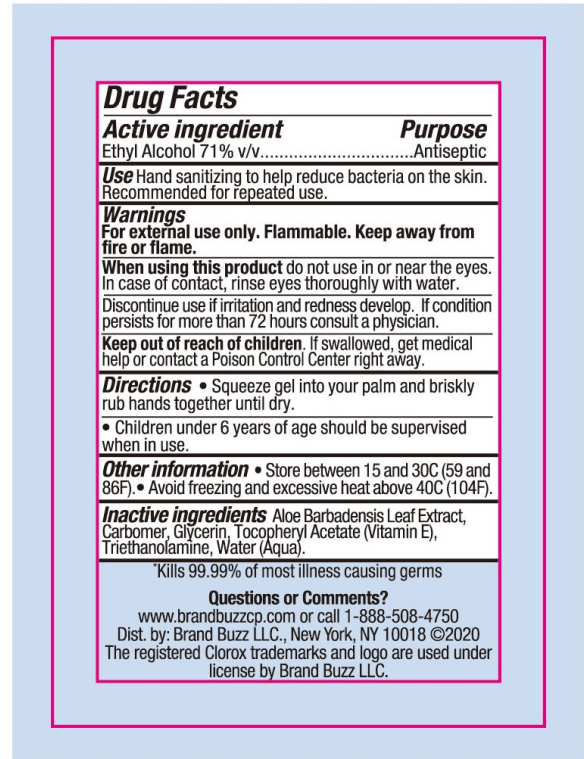 Drug Facts
Active ingredient Purpose
Ethyl Alcohol 71% v/v................................Antiseptic
Use Hand sanitizing to help reduce bacteria on the skin.
Recommended for repeated use.
Warnings
For external use only. Flammable. Keep away from
fire or flame.
When using this product do not use in or near the eyes.
In case of contact, rinse eyes thoroughly with water.
Discontinue use if irritation and redness develop. If condition
persists for more than 72 hours consult a physician.
Keep out of reach of children. If swallowed, get medical
help or contact a Poison Control Center right away.
Directions • Squeeze gel into your palm and briskly
rub hands together until dry.
• Children under 6 years of age should be supervised
when in use.
Other information • Store between 15 and 30C (59 and
86F).• Avoid freezing and excessive heat above 40C (104F).
Inactive ingredients Aloe Barbadensis Leaf Extract,
Carbomer, Glycerin, Tocopheryl Acetate (Vitamin E),
Triethanolamine, Water (Aqua).
*Kills 99.99% of most illness causing germs
Questions or Comments?
www.brandbuzzcp.com or call 1-888-508-4750
Dist. by: Brand Buzz LLC., New York, NY 10018 ©2020
The registered Clorox trademarks and logo are used under
license by Brand Buzz LLC.